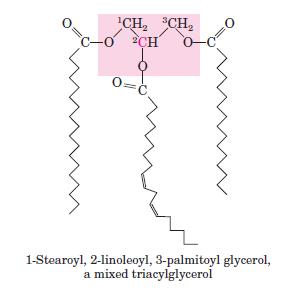 O ¹CH₂ ³CH₂ O
C—O ²CH O—C
O
O=C
1-Stearoyl, 2-linoleoyl, 3-palmitoyl glycerol,
a mixed triacylglycerol